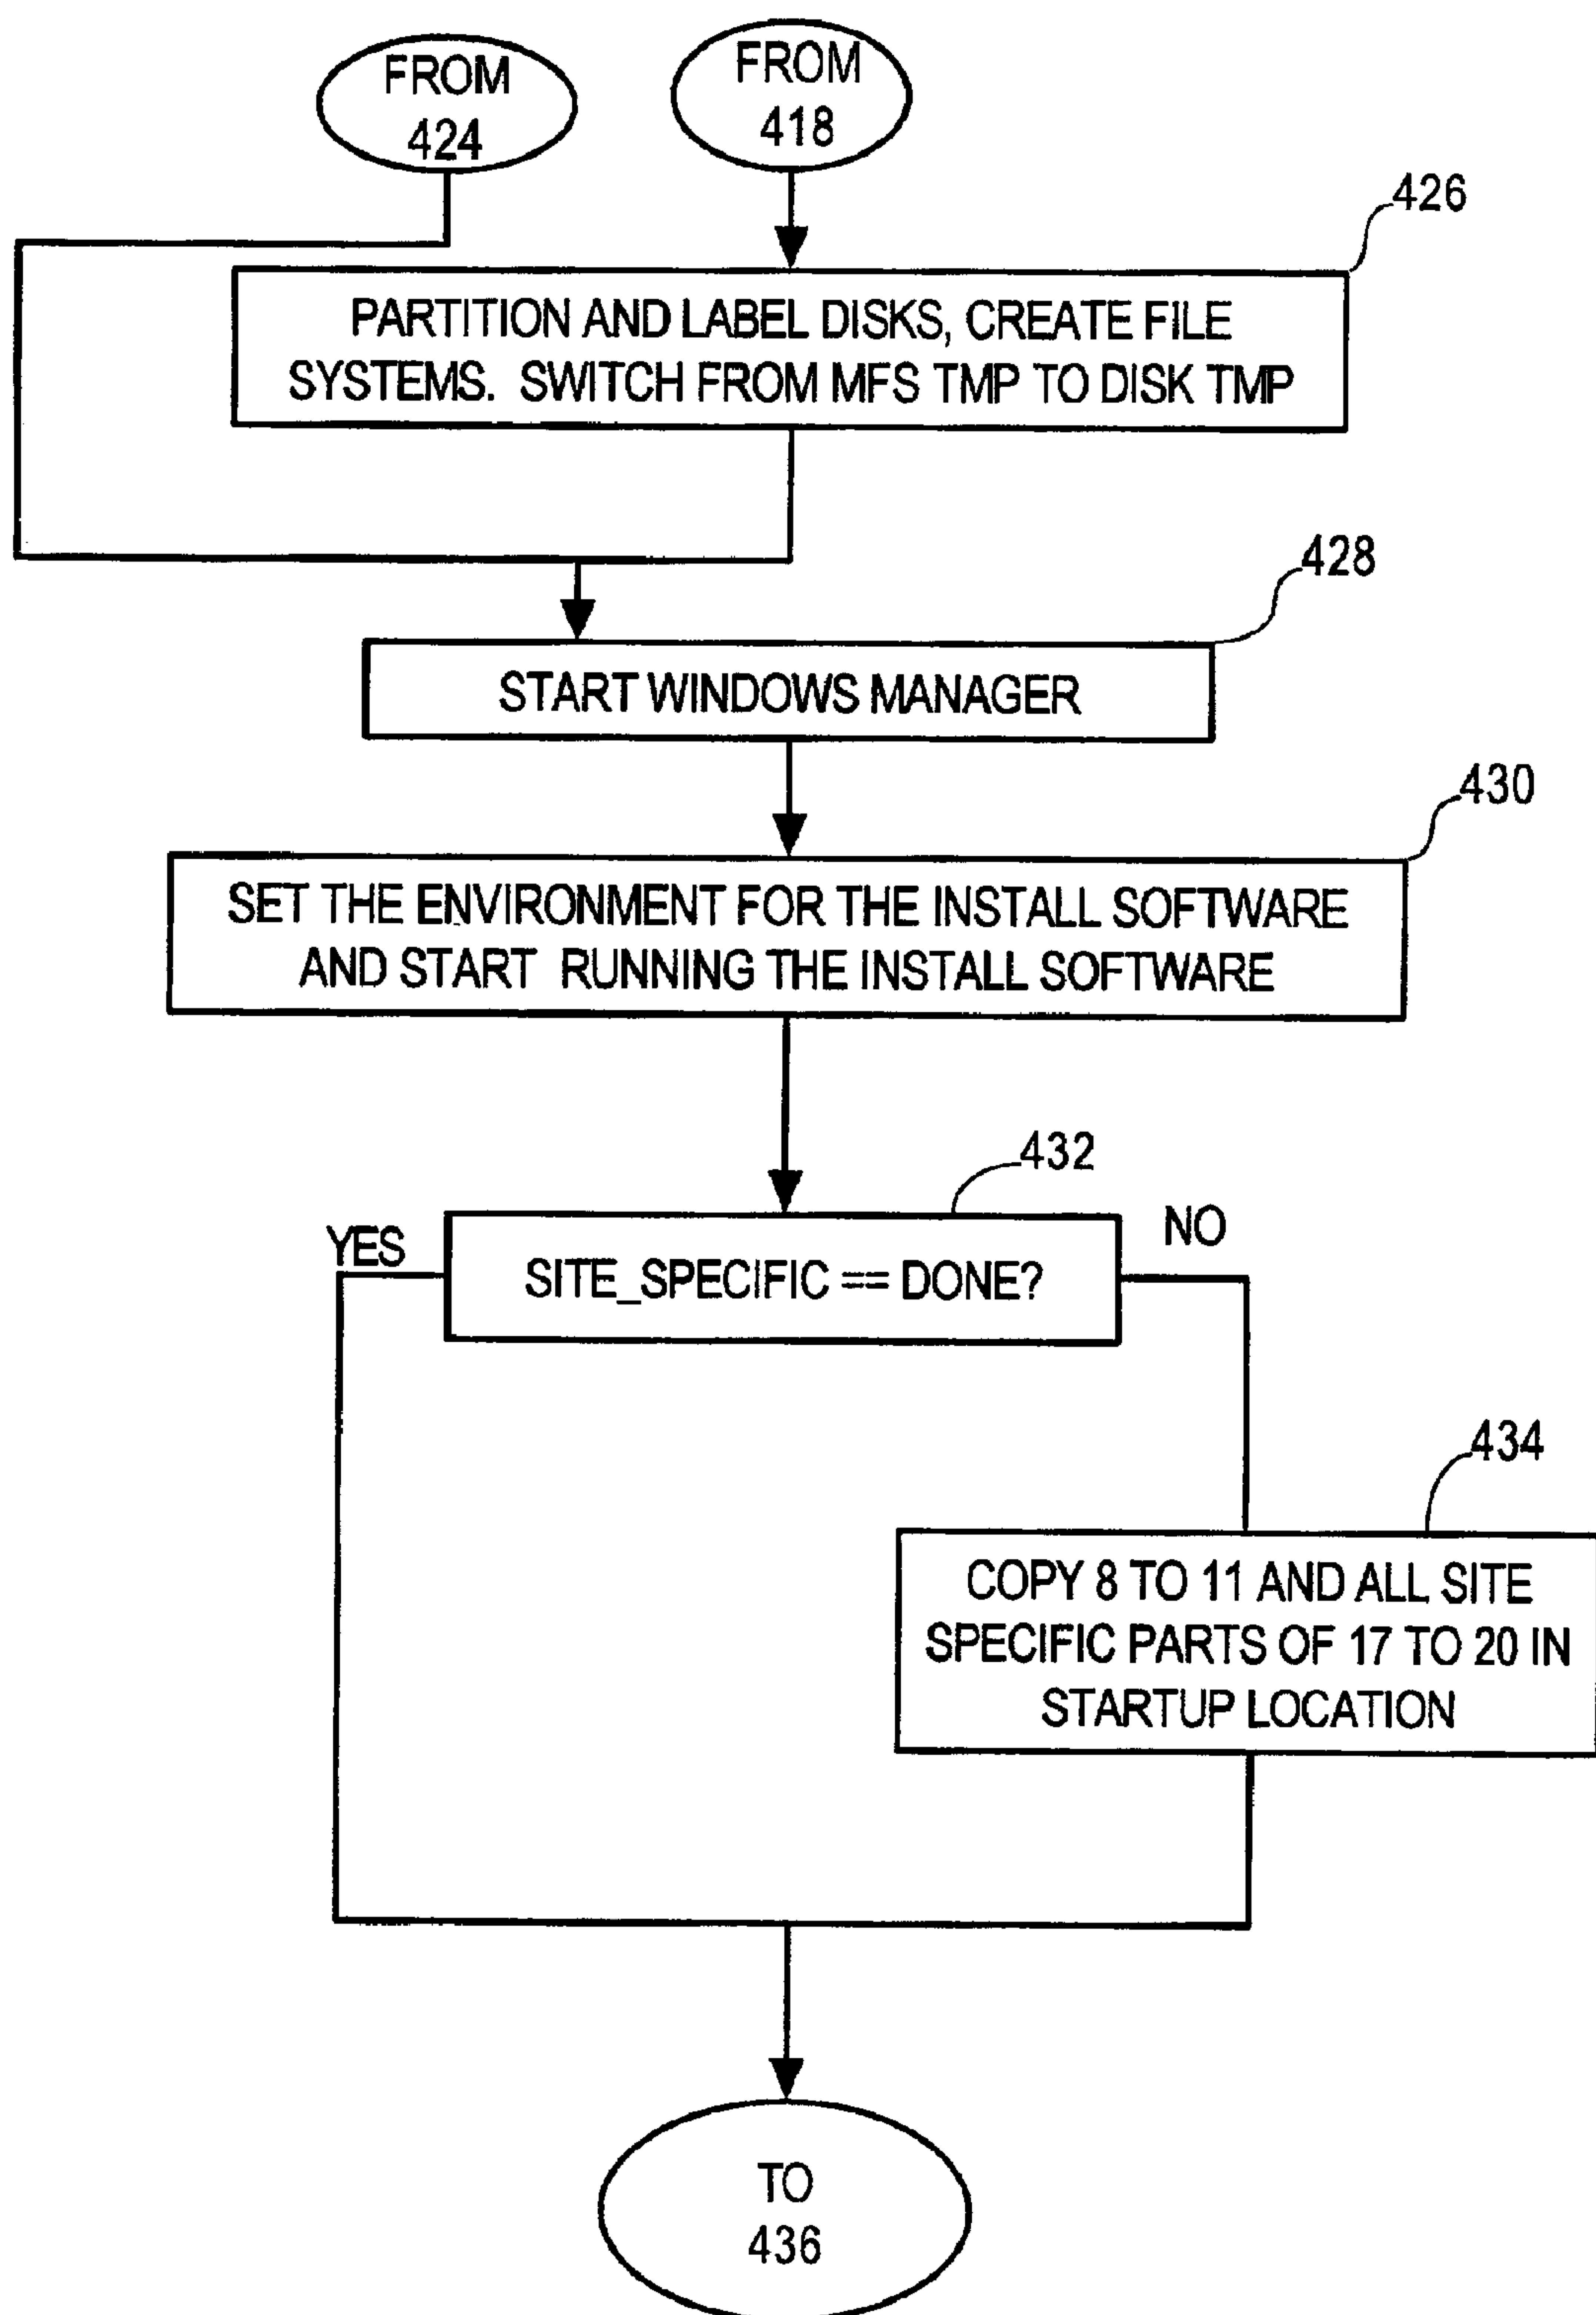 FROM
424
FROM
418
426
PARTITION AND LABEL DISKS, CREATE FILE
SYSTEMS. SWITCH FROM MFS TMP TO DISK TMP
428
START WINDOWS MANAGER
430
SET THE ENVIRONMENT FOR THE INSTALL SOFTWARE
AND START RUNNING THE INSTALL SOFTWARE
432
YES
NO
SITE_SPECIFIC == DONE?
434
COPY 8 TO 11 AND ALL SITE
SPECIFIC PARTS OF 17 TO 20 IN
STARTUP LOCATION
TO
436